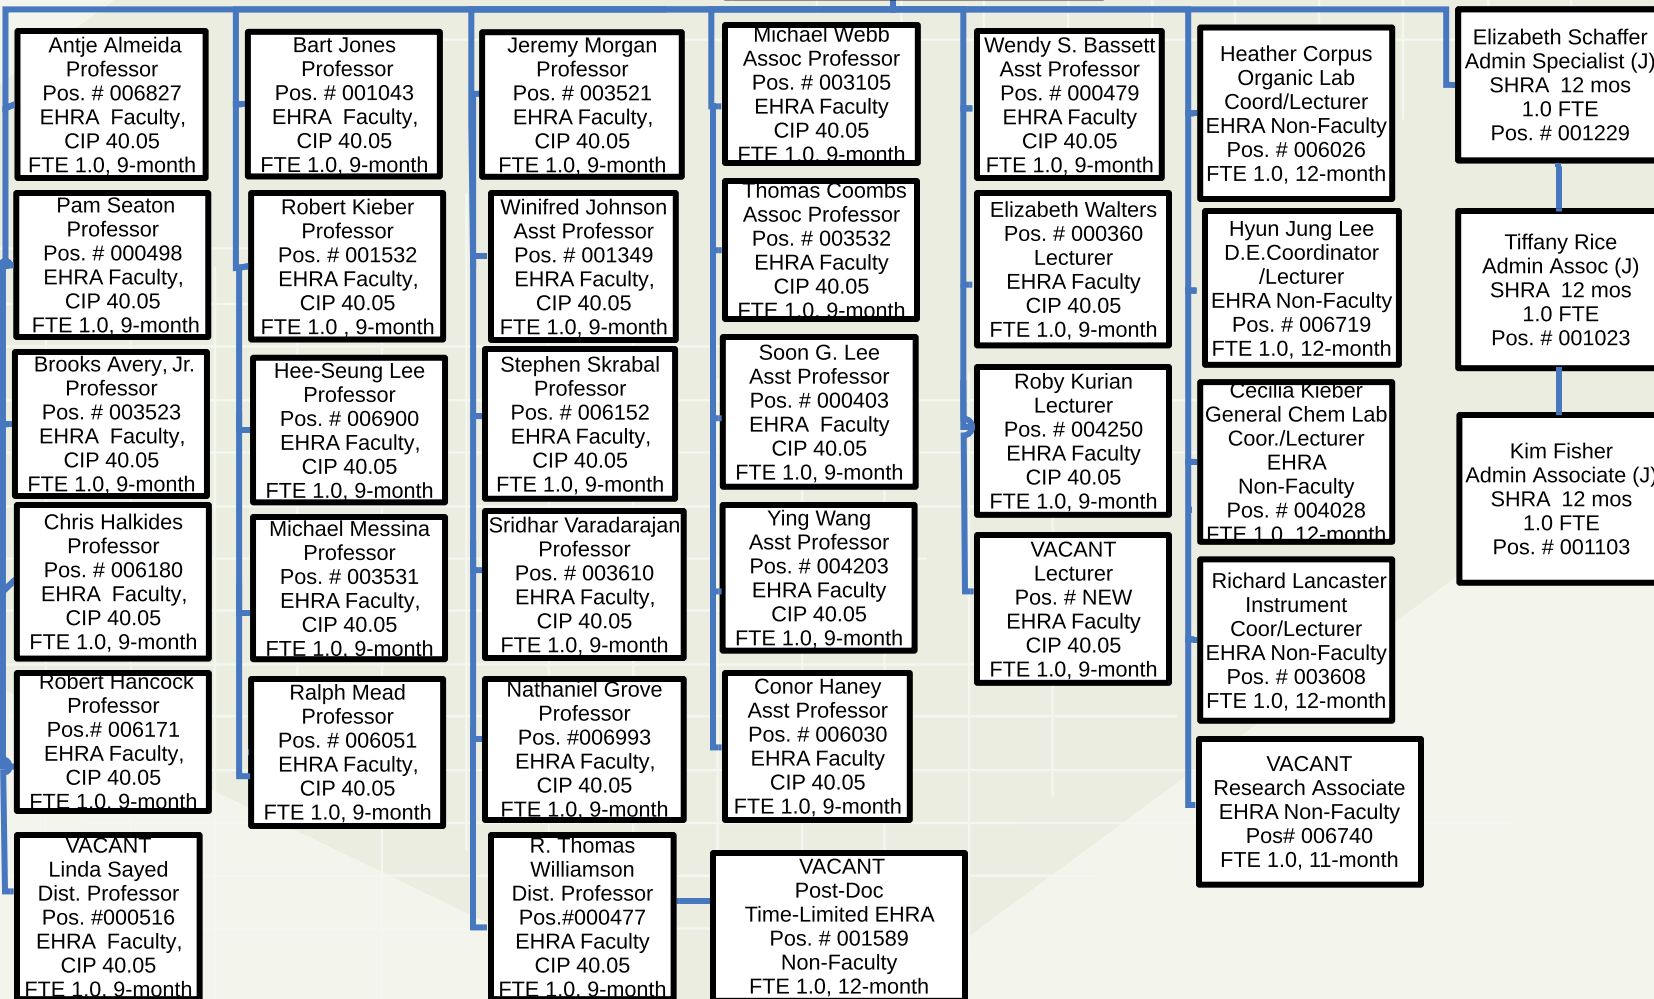 Antje Almeida
Professor
Pos. # 006827
EHRA  Faculty,
CIP 40.05
FTE 1.0, 9-month
Pam Seaton
Professor
Pos. # 000498
EHRA Faculty,
CIP 40.05
FTE 1.0, 9-month
Brooks Avery, Jr.
Professor
Pos. # 003523
EHRA  Faculty,
CIP 40.05
FTE 1.0, 9-month
Chris Halkides
Professor
Pos. # 006180
EHRA  Faculty,
CIP 40.05
FTE 1.0, 9-month
Robert Hancock
Professor
Pos.# 006171
EHRA Faculty,
CIP 40.05
FTE 1.0, 9-month
VACANT
Linda Sayed
Dist. Professor
Pos. #000516
EHRA  Faculty,
CIP 40.05
FTE 1.0, 9-month
Bart Jones
Professor
Pos. # 001043
EHRA  Faculty,
CIP 40.05
FTE 1.0, 9-month
Robert Kieber
Professor
Pos. # 001532
EHRA Faculty,
CIP 40.05
FTE 1.0 , 9-month
Hee-Seung Lee
Professor
Pos. # 006900
EHRA Faculty,
CIP 40.05
FTE 1.0, 9-month
Michael Messina
Professor
Pos. # 003531
EHRA Faculty,
CIP 40.05
FTE 1.0, 9-month
Ralph Mead
Professor
Pos. # 006051
EHRA Faculty,
CIP 40.05
FTE 1.0, 9-month
Jeremy Morgan
Professor
Pos. # 003521
EHRA Faculty,
CIP 40.05
FTE 1.0, 9-month
Winifred Johnson
Asst Professor
Pos. # 001349
EHRA Faculty,
CIP 40.05
FTE 1.0, 9-month
Stephen Skrabal
Professor
Pos. # 006152
EHRA Faculty,
CIP 40.05
FTE 1.0, 9-month
Sridhar Varadarajan
Professor
Pos. # 003610
EHRA Faculty,
CIP 40.05
FTE 1.0, 9-month
Nathaniel Grove
Professor
Pos. #006993
EHRA Faculty,
CIP 40.05
FTE 1.0, 9-month
R. Thomas
Williamson
Dist. Professor
Pos.#000477
EHRA Faculty
CIP 40.05
FTE 1.0, 9-month
Michael Webb
Assoc Professor
Pos. # 003105
EHRA Faculty
CIP 40.05
FTE 1.0, 9-month
Thomas Coombs
Assoc Professor
Pos. # 003532
EHRA Faculty
CIP 40.05
FTE 1.0, 9-month
Soon G. Lee
Asst Professor
Pos. # 000403
EHRA  Faculty
CIP 40.05
FTE 1.0, 9-month
Ying Wang
Asst Professor
Pos. # 004203
EHRA Faculty
CIP 40.05
FTE 1.0, 9-month
Conor Haney
Asst Professor
Pos. # 006030
EHRA Faculty
CIP 40.05
FTE 1.0, 9-month
VACANT
Post-Doc
Time-Limited EHRA
Pos. # 001589
Non-Faculty
FTE 1.0, 12-month
Wendy S. Bassett
Asst Professor
Pos. # 000479
EHRA Faculty
CIP 40.05
FTE 1.0, 9-month
Elizabeth Walters
Pos. # 000360
Lecturer
EHRA Faculty
CIP 40.05
FTE 1.0, 9-month
Roby Kurian
Lecturer
Pos. # 004250
EHRA Faculty
CIP 40.05
FTE 1.0, 9-month
VACANT
Lecturer
Pos. # NEW
EHRA Faculty
CIP 40.05
FTE 1.0, 9-month
Heather Corpus
Organic Lab
Coord/Lecturer
EHRA Non-Faculty
Pos. # 006026
FTE 1.0, 12-month
Hyun Jung Lee
D.E.Coordinator
/Lecturer
EHRA Non-Faculty
Pos. # 006719
FTE 1.0, 12-month
Cecilia Kieber
General Chem Lab
Coor./Lecturer
EHRA
Non-Faculty
Pos. # 004028
FTE 1.0, 12-month
Richard Lancaster
Instrument
Coor/Lecturer
EHRA Non-Faculty
Pos. # 003608
FTE 1.0, 12-month
VACANT
Research Associate
EHRA Non-Faculty
Pos# 006740
FTE 1.0, 11-month
Elizabeth Schaffer
Admin Specialist (J)
SHRA  12 mos
1.0 FTE
Pos. # 001229
Tiffany Rice
Admin Assoc (J)
SHRA  12 mos
1.0 FTE
Pos. # 001023
Kim Fisher
Admin Associate (J)
SHRA  12 mos
1.0 FTE
Pos. # 001103